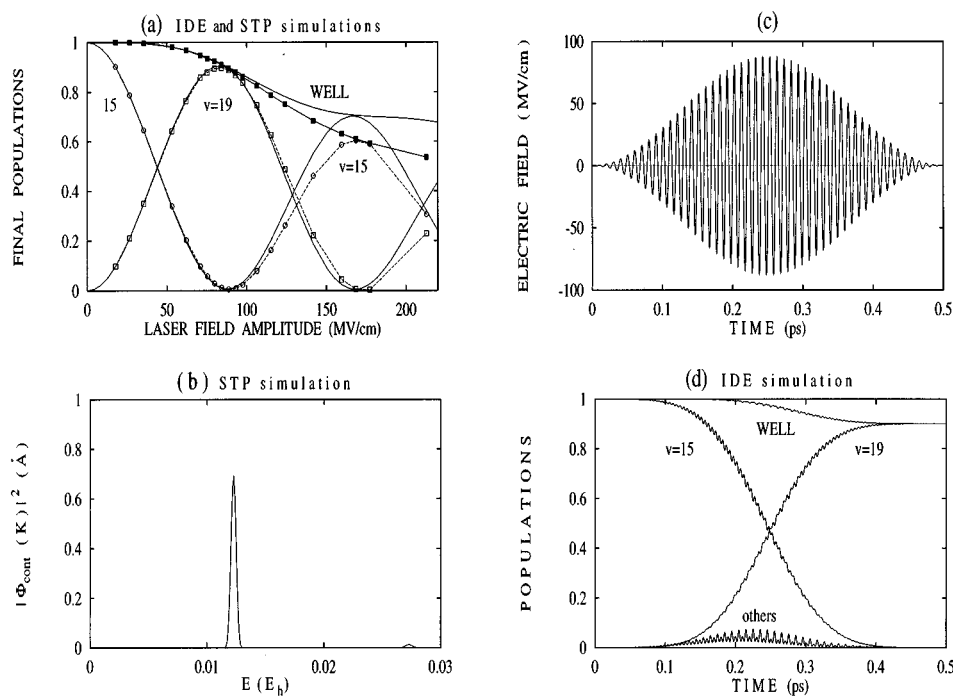 (a) IDE and STP simulations
FINAL POPULATIONS
1
0.8
0.6
0.4
0.2
0
15
v=19
WELL
v=15
0 50 100 150 200
LASER FIELD AMPLITUDE (MV/cm)
(c)
ELECTRIC FIELD (MV/cm)
100
50
0
-50
-100
0 0.1 0.2 0.3 0.4 0.5
TIME (ps)
(b) STP simulation
|Φcont (K)|² (Å)
1
0.8
0.6
0.4
0.2
0
0 0.01 0.02 0.03
E (Eh)
(d) IDE simulation
POPULATIONS
1
0.8
0.6
0.4
0.2
0
WELL
v=15
v=19
others
0 0.1 0.2 0.3 0.4 0.5
TIME (ps)